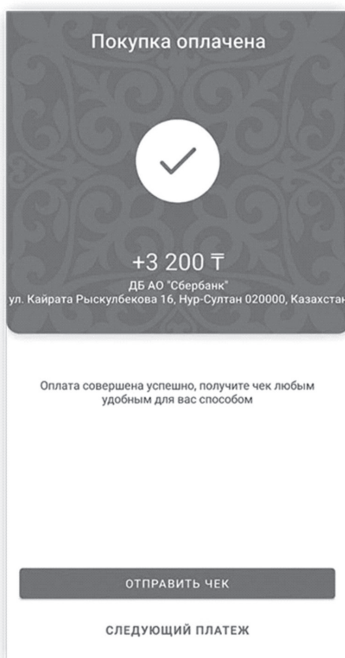 Покупка оплачена
+3 200 ₸
ДБ АО "Сбербанк"
ул. Кайрата Рыскулбекова 16, Нур-Султан 020000, Казахстан
Оплата совершена успешно, получите чек любым
удобным для вас способом
ОТПРАВИТЬ ЧЕК
СЛЕДУЮЩИЙ ПЛАТЕЖ